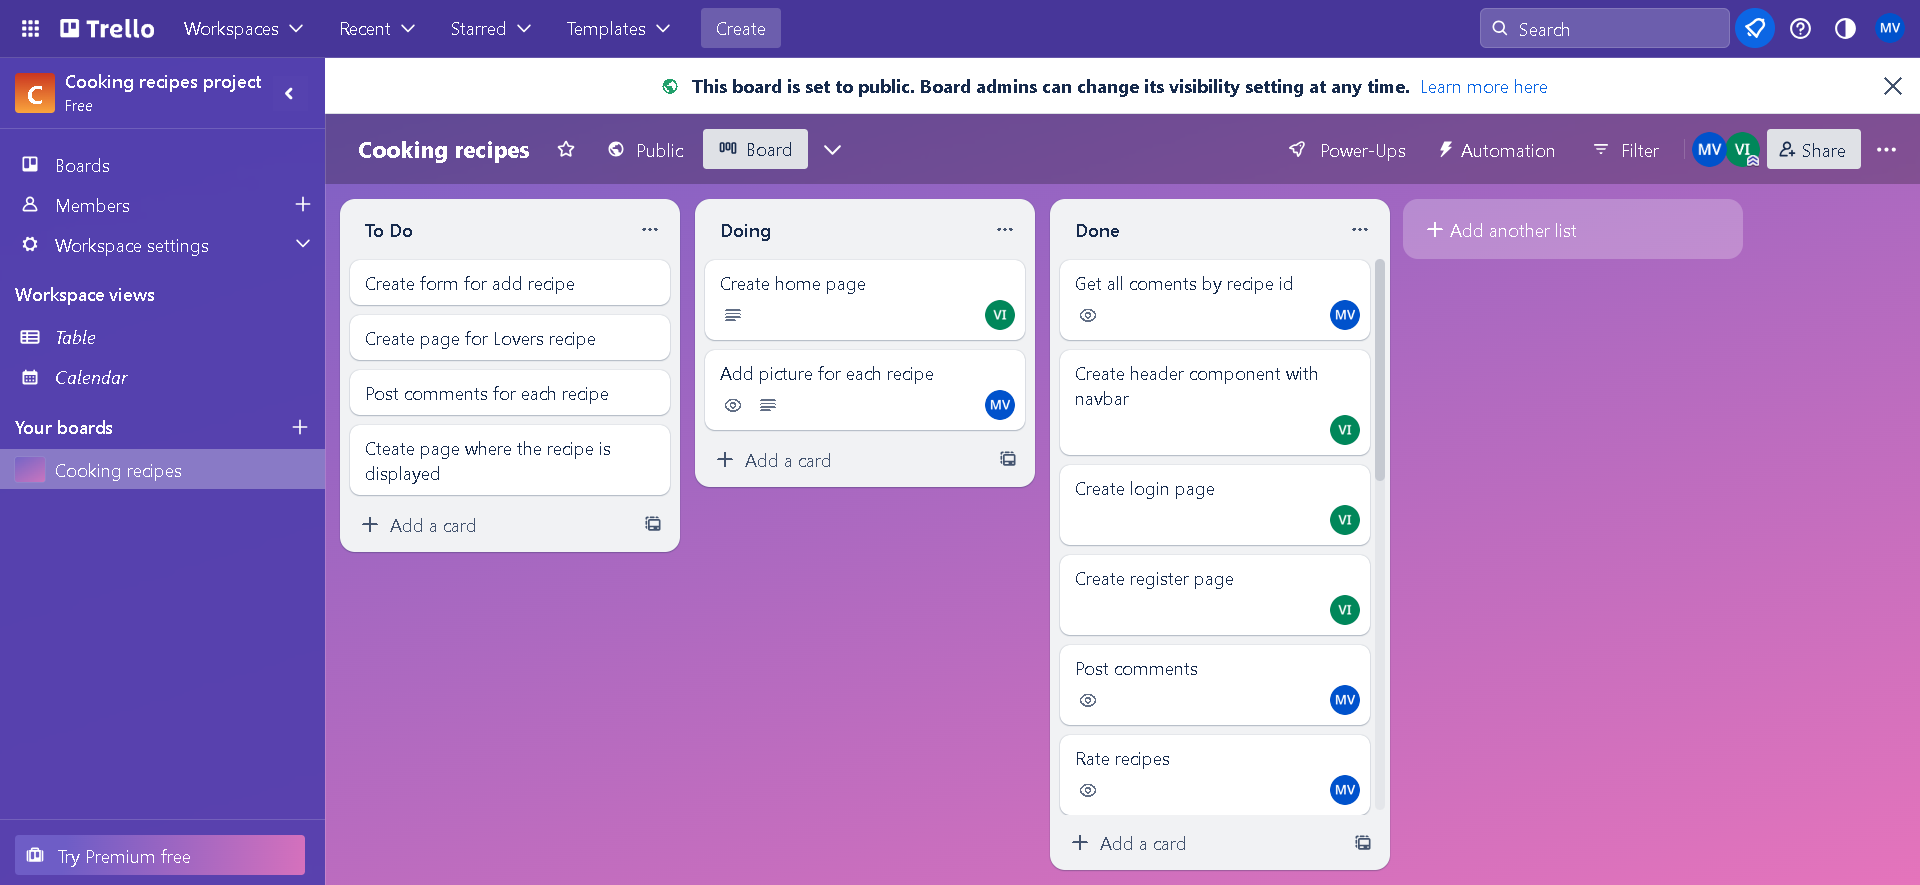 Trello
Workspaces
Recent
Starred
Templates
Create
Search
MV
C
Cooking recipes project
Free
Boards
Members
Workspace settings
Workspace views
Table
Calendar
Your boards
Cooking recipes
Try Premium free
This board is set to public. Board admins can change its visibility setting at any time. Learn more here
Cooking recipes
Public
Board
Power-Ups
Automation
Filter
MV
VI
Share
To Do
Create form for add recipe
Create page for Lovers recipe
Post comments for each recipe
Cteate page where the recipe is
displayed
Add a card
Doing
Create home page
VI
Add picture for each recipe
MV
Add a card
Done
Get all coments by recipe id
MV
Create header component with
navbar
VI
Create login page
VI
Create register page
VI
Post comments
MV
Rate recipes
MV
Add a card
Add another list